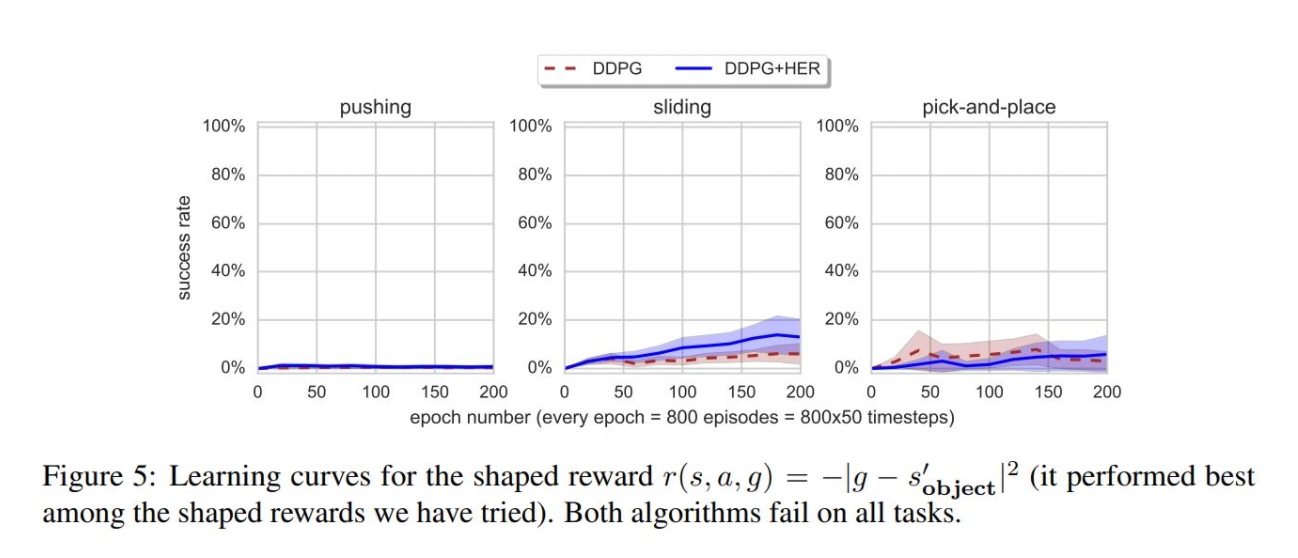 DDPG DDPG+HER
pushing sliding pick-and-place
100% 100% 100%
80% 80% 80%
60% 60% 60%
40% 40% 40%
20% 20% 20%
0% 0% 0%
success rate
0 50 100 150 200 0 50 100 150 200 0 50 100 150 200
epoch number (every epoch = 800 episodes = 800x50 timesteps)
Figure 5: Learning curves for the shaped reward r(s, a, g) = −|g − s′object|² (it performed best
among the shaped rewards we have tried). Both algorithms fail on all tasks.